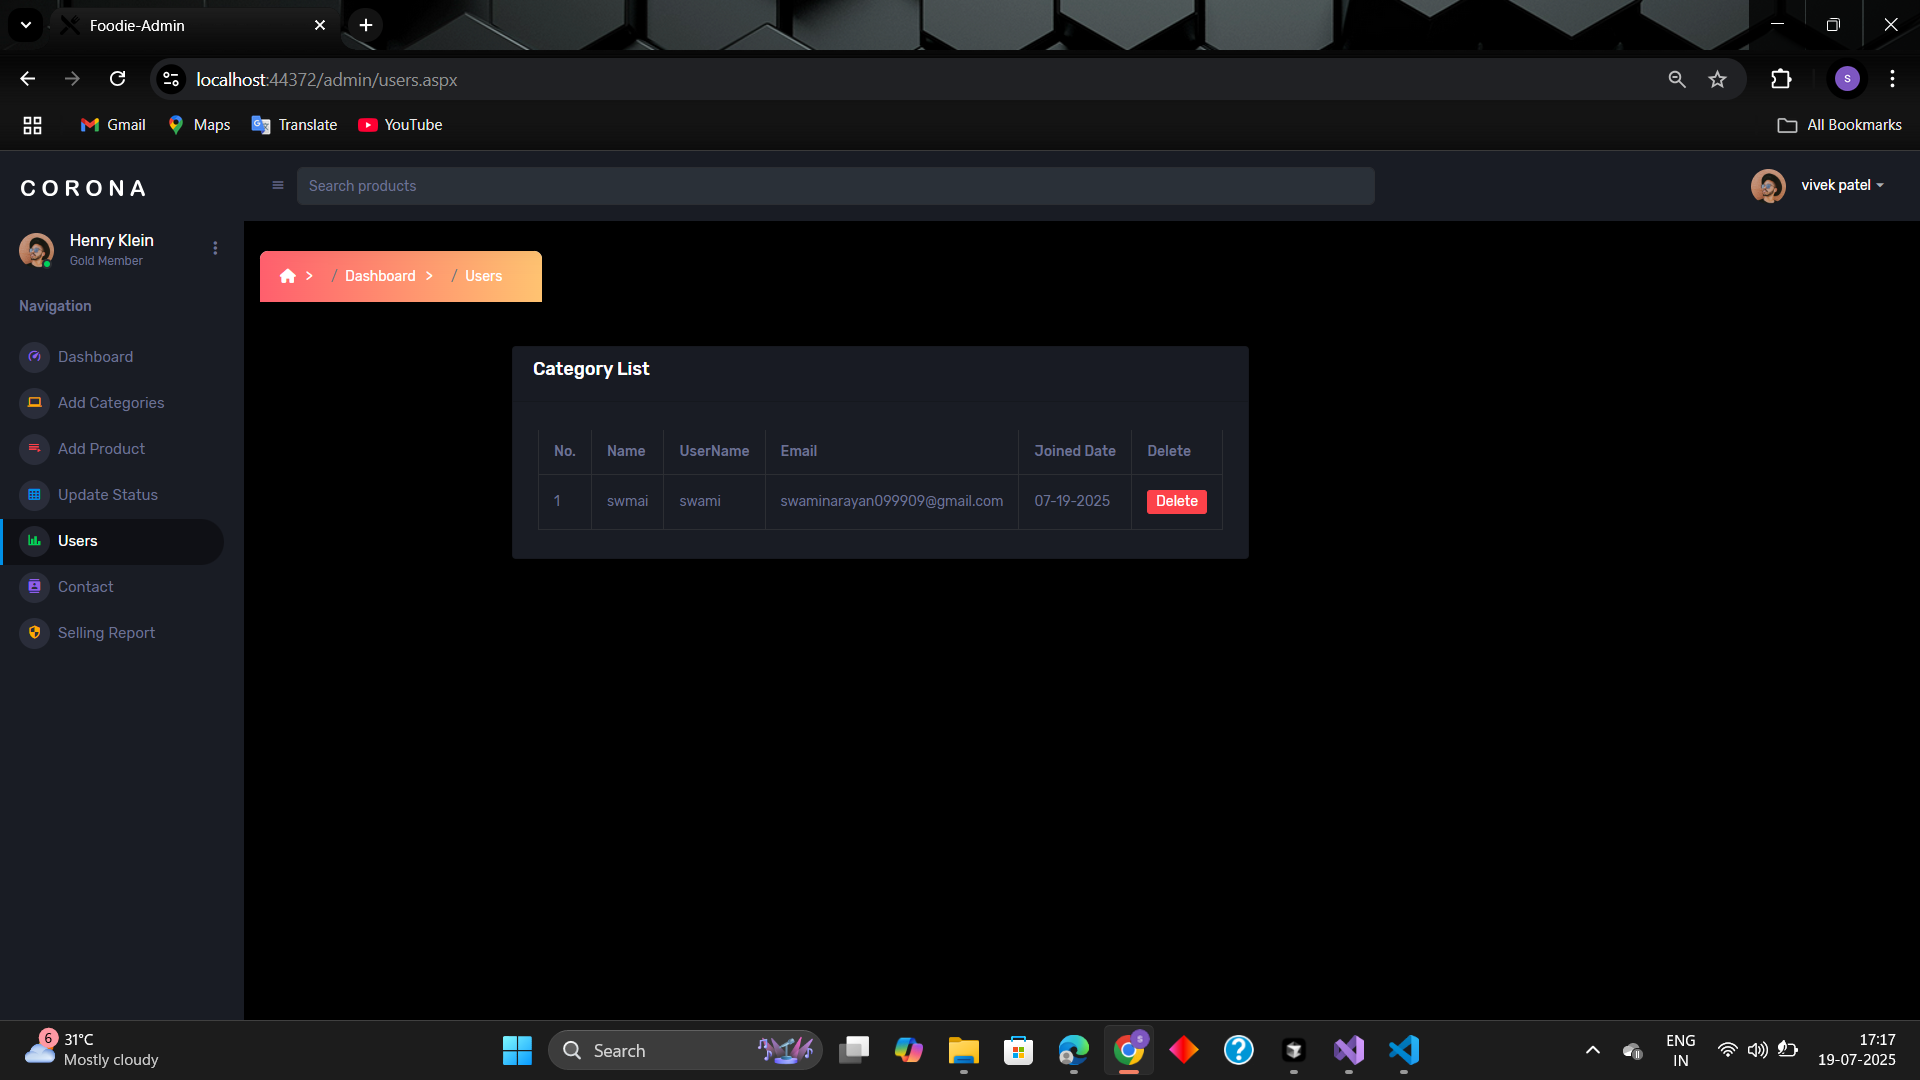 Foodie-Admin
localhost:44372/admin/users.aspx
S
Gmail
Maps
Translate
YouTube
All Bookmarks
CORONA
Search products
vivek patel
Henry Klein
Gold Member
> / Dashboard > / Users
Navigation
Dashboard
Add Categories
Add Product
Update Status
Users
Contact
Selling Report
Category List
No. Name UserName Email Joined Date Delete
1 swmai swami swaminarayan099909@gmail.com 07-19-2025 Delete
6
31°C
Mostly cloudy
Search
S
ENG
IN
17:17
19-07-2025